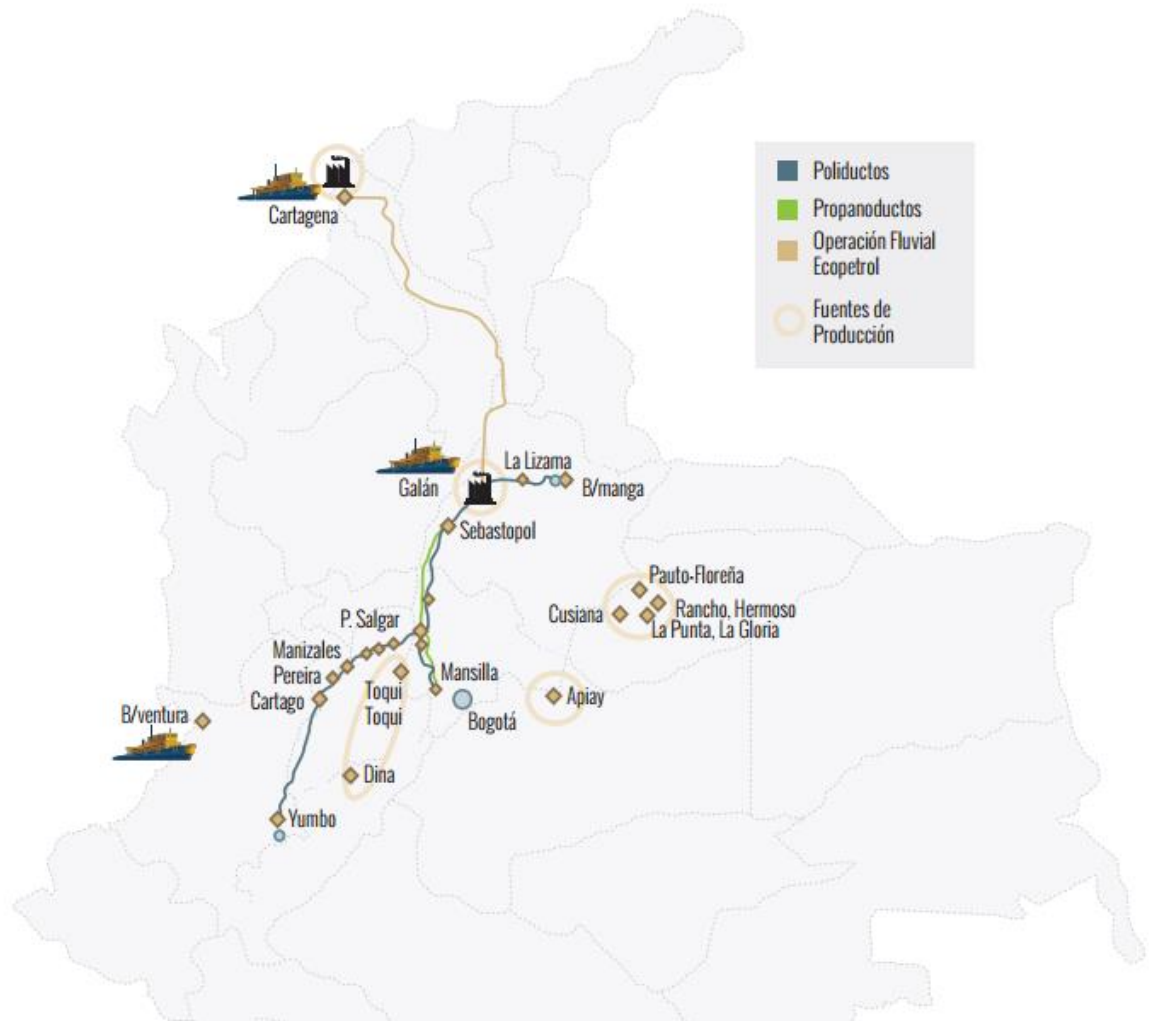 Poliductos
Propanoductos
Operación Fluvial
Ecopetrol
Fuentes de
Producción
Cartagena
La Lizama
Galán
B/manga
Sebastopol
Pauto-Floreña
Cusiana
Rancho, Hermoso
La Punta, La Gloria
P. Salgar
Manizales
Pereira
Mansilla
Cartago
Toqui
Toqui
Apiay
B/ventura
Bogotá
Dina
Yumbo